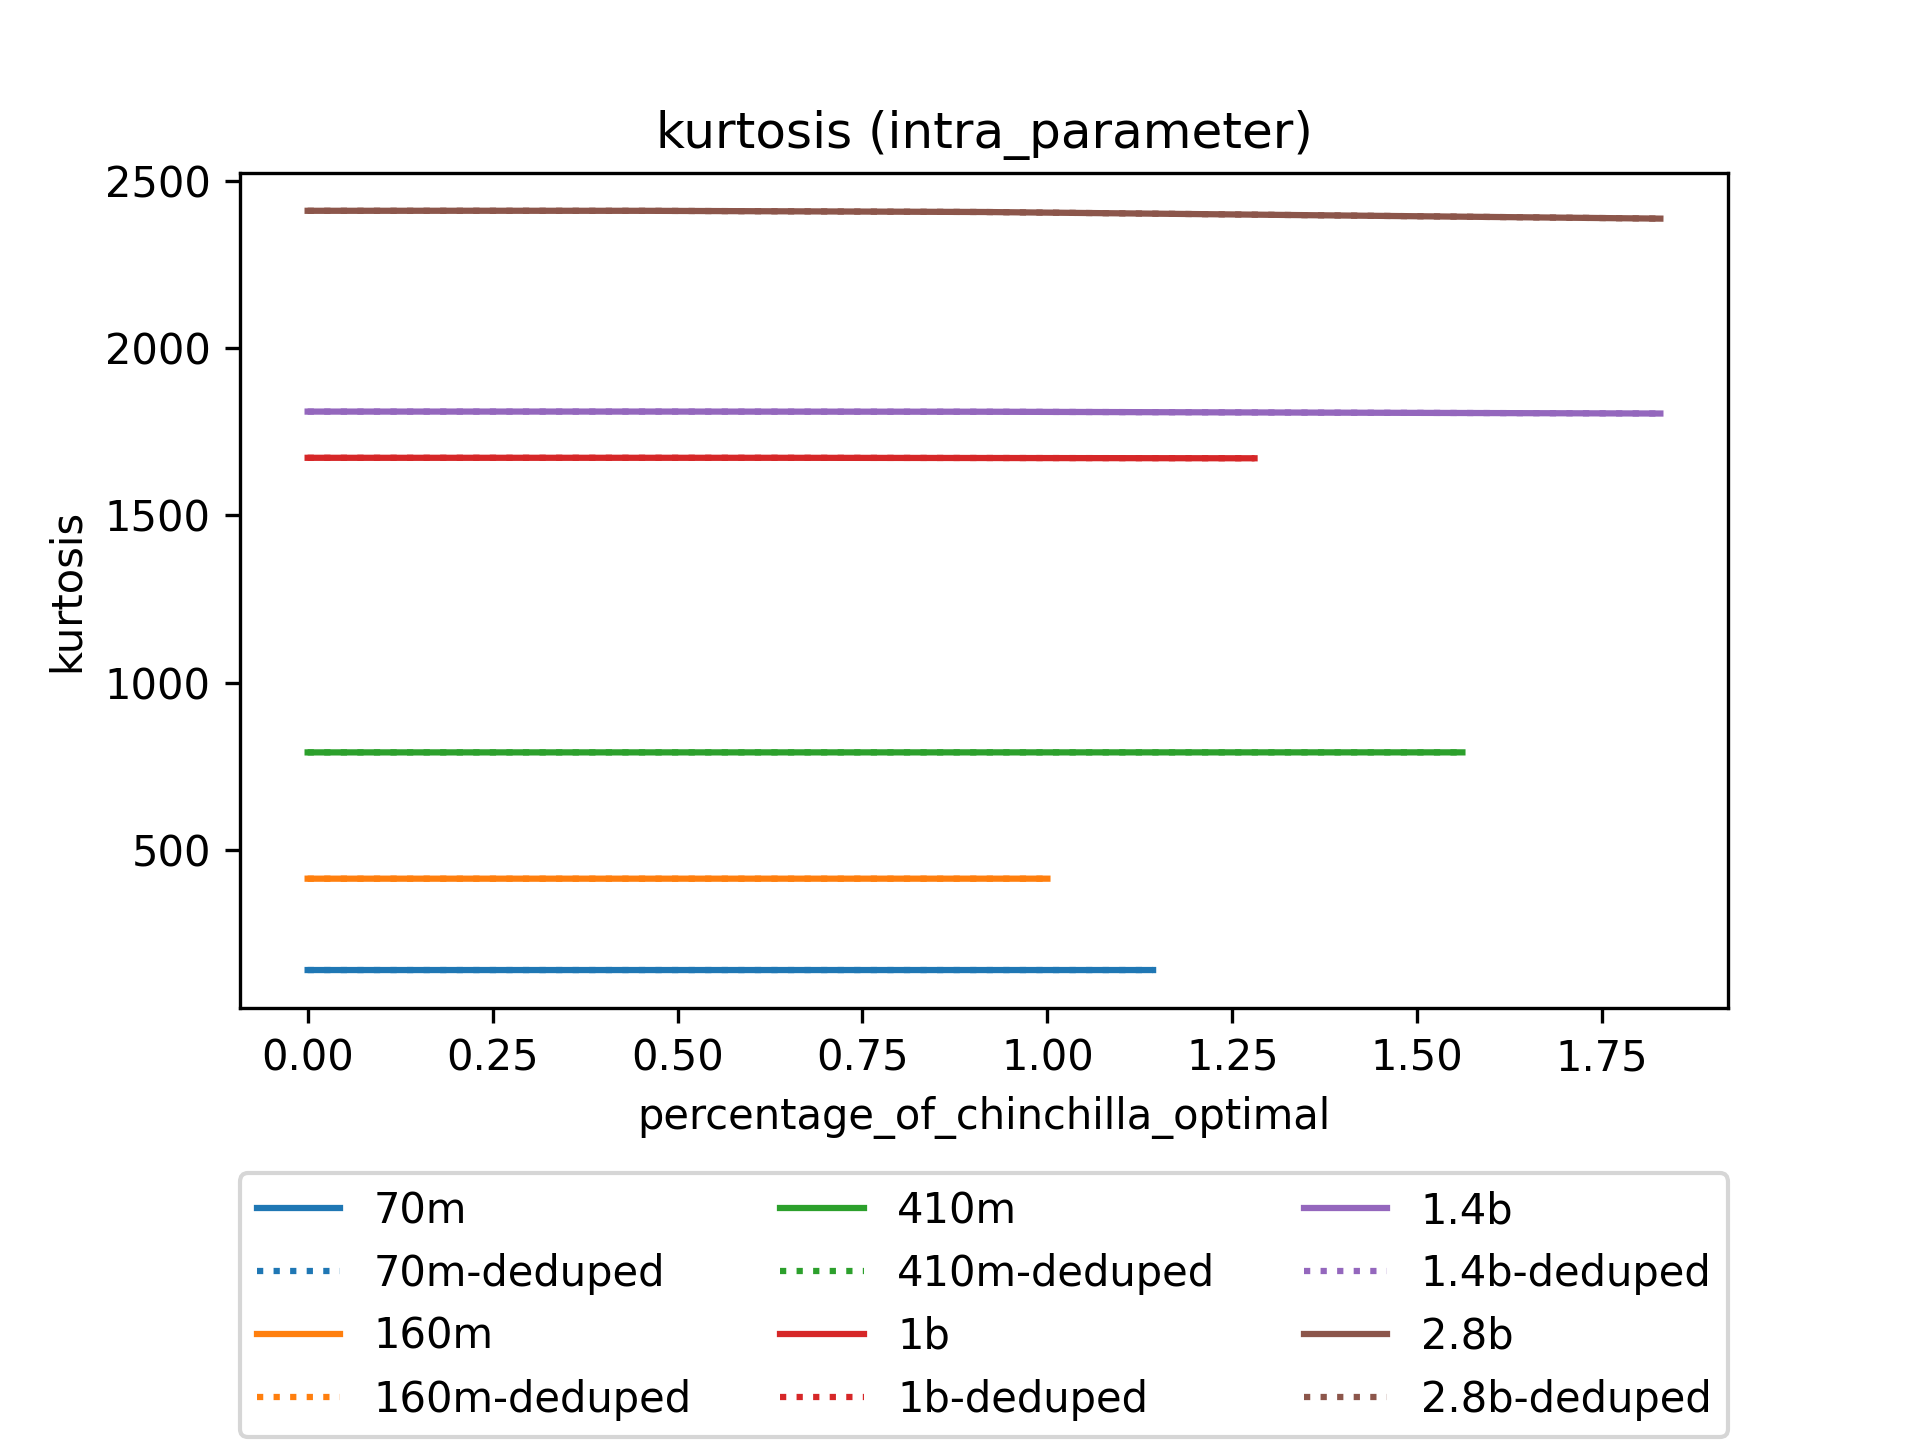 kurtosis (intra_parameter)
2500
2000
1500
1000
500
kurtosis
0.00 0.25 0.50 0.75 1.00 1.25 1.50 1.75
percentage_of_chinchilla_optimal
70m
70m-deduped
160m
160m-deduped
410m
410m-deduped
1b
1b-deduped
1.4b
1.4b-deduped
2.8b
2.8b-deduped